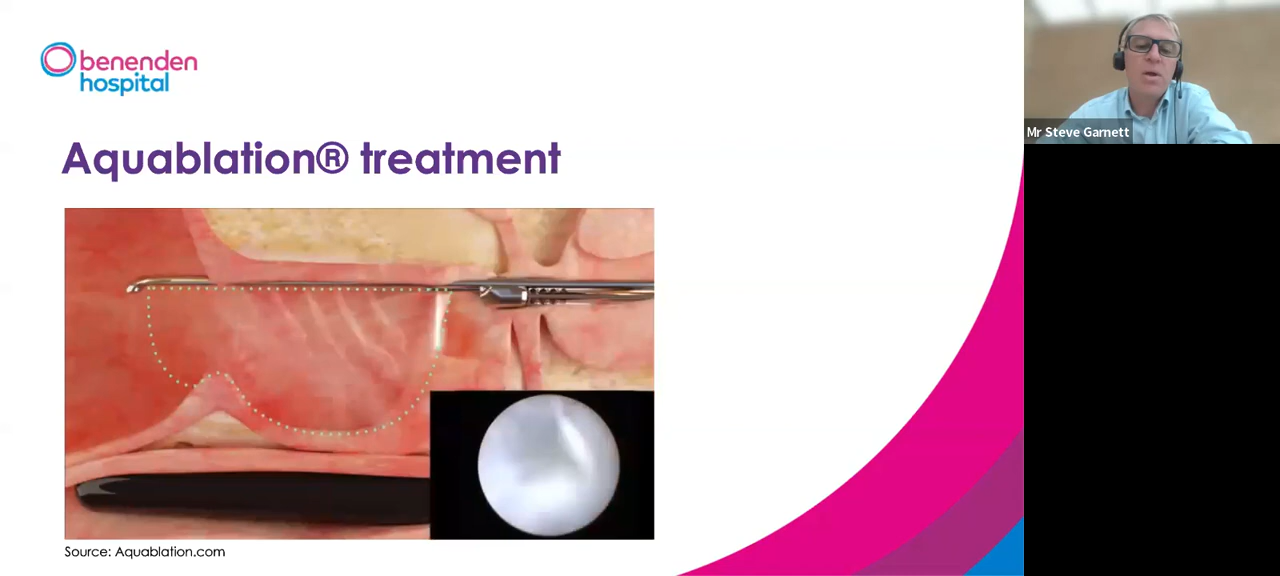 benenden
hospital
Mr Steve Garnett
Aquablation® treatment
Source: Aquablation.com